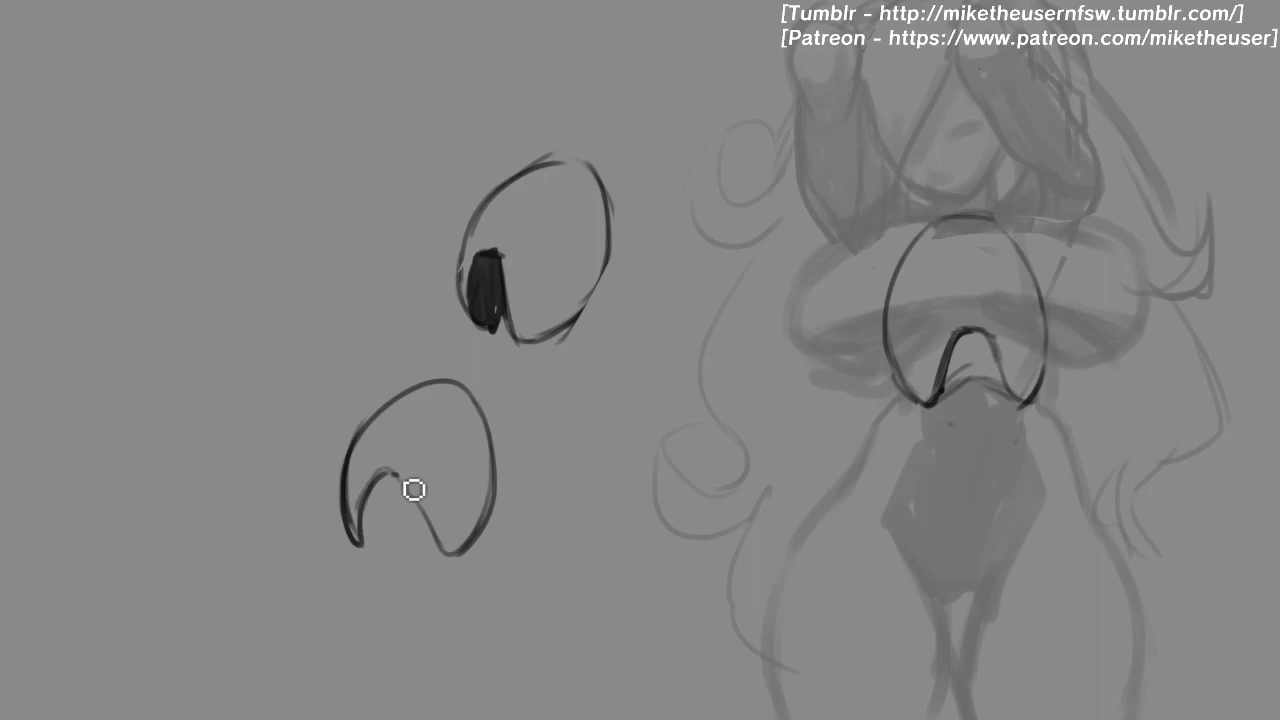 [Tumblr - http://miketheusernfsw.tumblr.com/]
[Patreon - https://www.patreon.com/miketheuser]